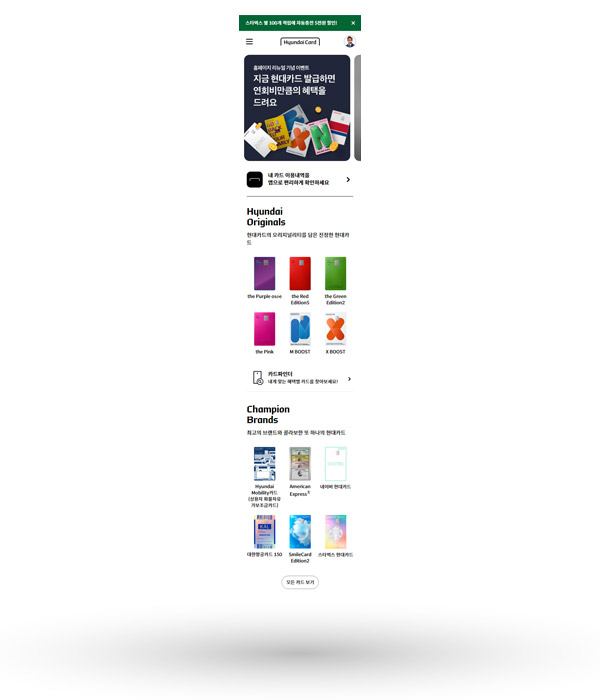 스타벅스 별 100개 적립에 자동충전 5천원 할인!
Hyundai Card
홈페이지 리뉴얼 기념 이벤트
지금 현대카드 발급하면
연회비만큼의 혜택을
드려요
내 카드 이용내역을
앱으로 편리하게 확인하세요
Hyundai
Originals
현대카드의 오리지널리티를 담은 진정한 현대카
드
the Purple osee
the Red
Edition5
the Green
Edition2
the Pink
M BOOST
X BOOST
카드파인더
내게 맞는 혜택별 카드를 찾아보세요!
Champion
Brands
최고의 브랜드와 콜라보한 또 하나의 현대카드
Hyundai
Mobility카드
(상용차 화물차유
가보조금카드)
American
Express®
네이버 현대카드
대한항공카드 150
SmileCard
Edition2
스타벅스 현대카드
모든 카드 보기